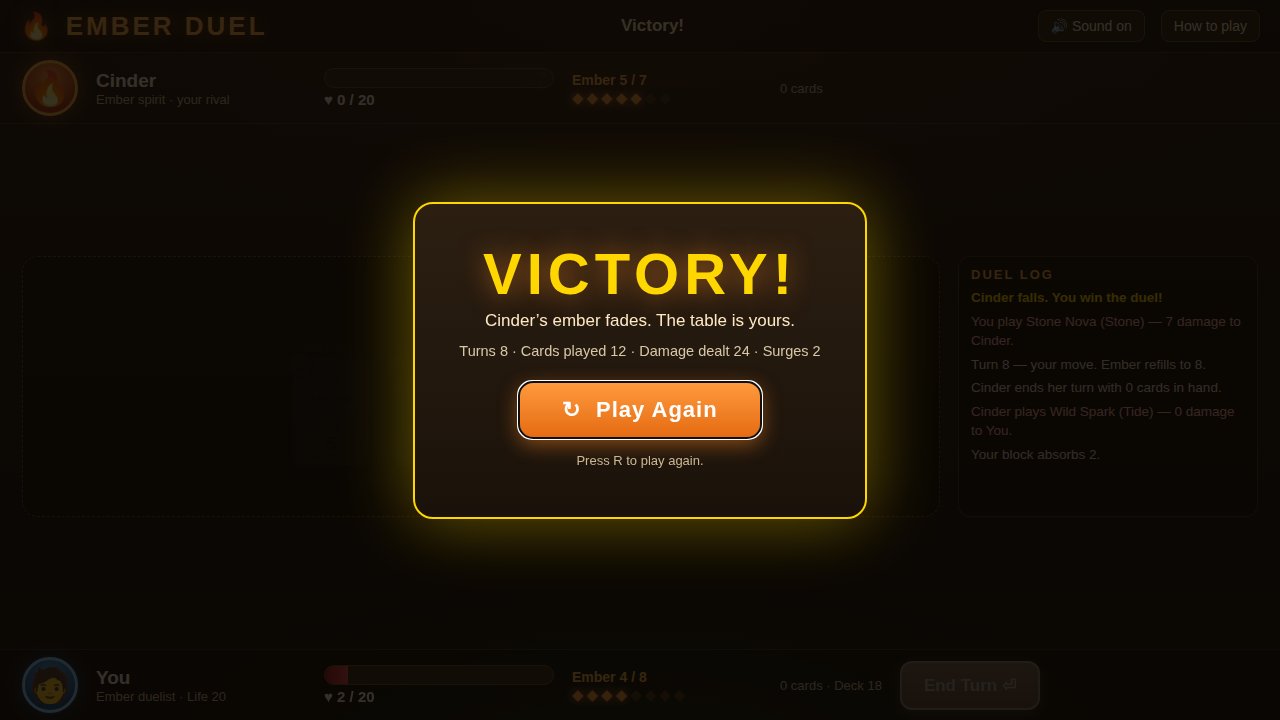 EMBER DUEL
Victory!
Sound on
How to play
Cinder
Ember spirit · your rival
♥ 0 / 20
Ember 5 / 7
0 cards
VICTORY!
Cinder’s ember fades. The table is yours.
Turns 8 · Cards played 12 · Damage dealt 24 · Surges 2
↻ Play Again
Press R to play again.
DUEL LOG
Cinder falls. You win the duel!
You play Stone Nova (Stone) — 7 damage to
Cinder.
Turn 8 — your move. Ember refills to 8.
Cinder ends her turn with 0 cards in hand.
Cinder plays Wild Spark (Tide) — 0 damage
to You.
Your block absorbs 2.
You
Ember duelist · Life 20
♥ 2 / 20
Ember 4 / 8
0 cards · Deck 18
End Turn ⏎